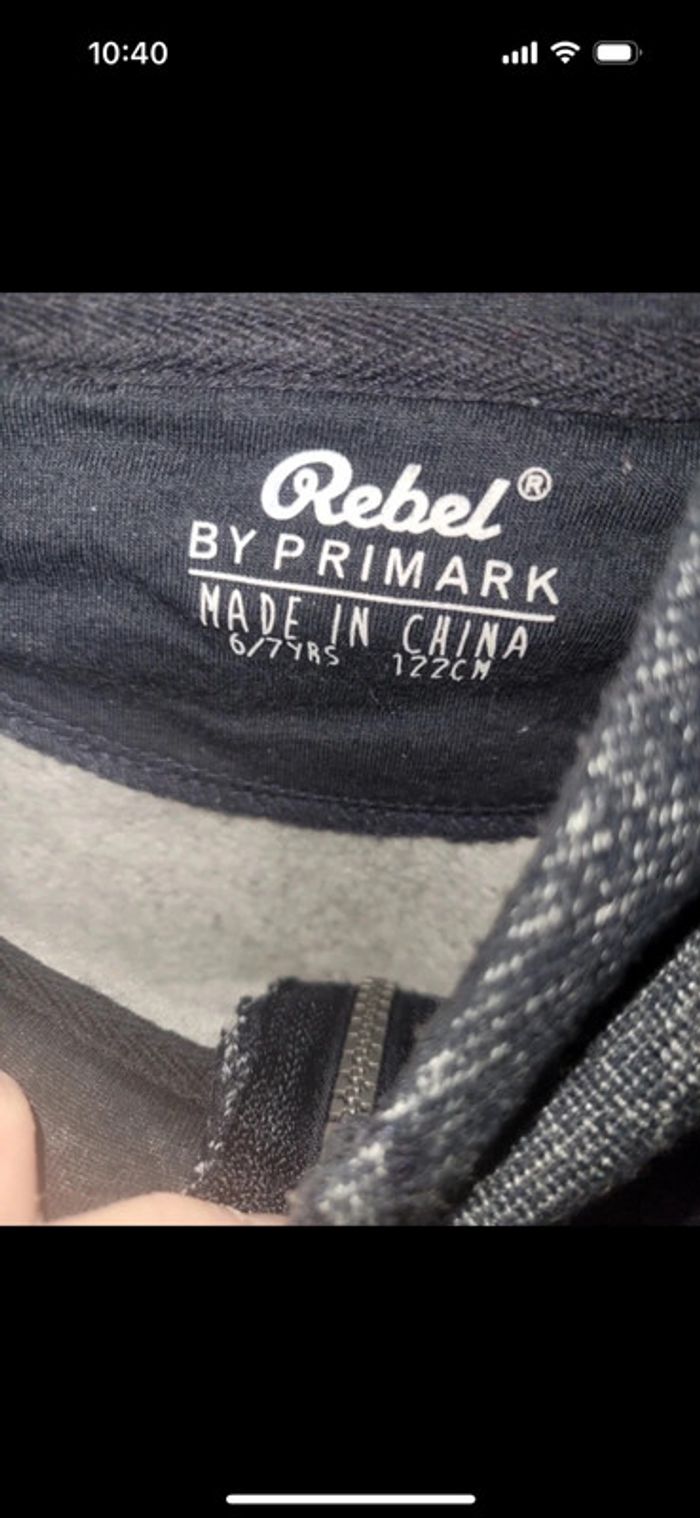 10:40
Rebel®
BY PRIMARK
MADE IN CHINA
6/7YRS 122CM